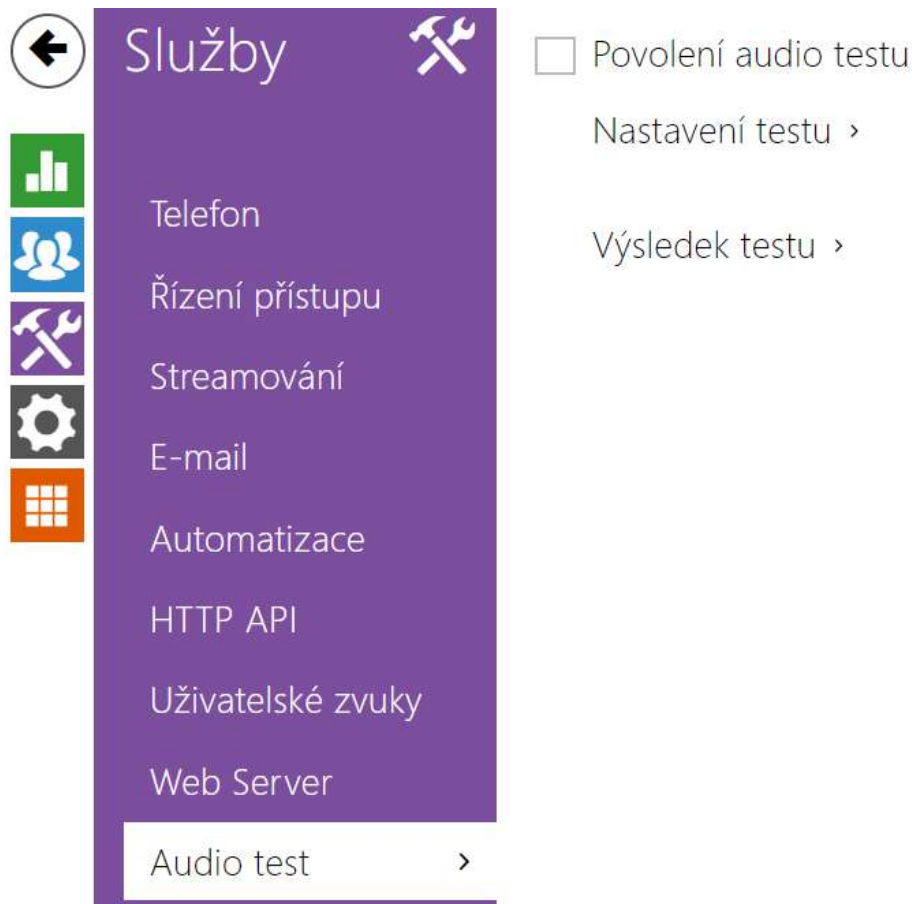 Služby
Telefon
Řízení přístupu
Streamování
E-mail
Automatizace
HTTP API
Uživatelské zvuky
Web Server
Audio test
Povolení audio testu
Nastavení testu
Výsledek testu